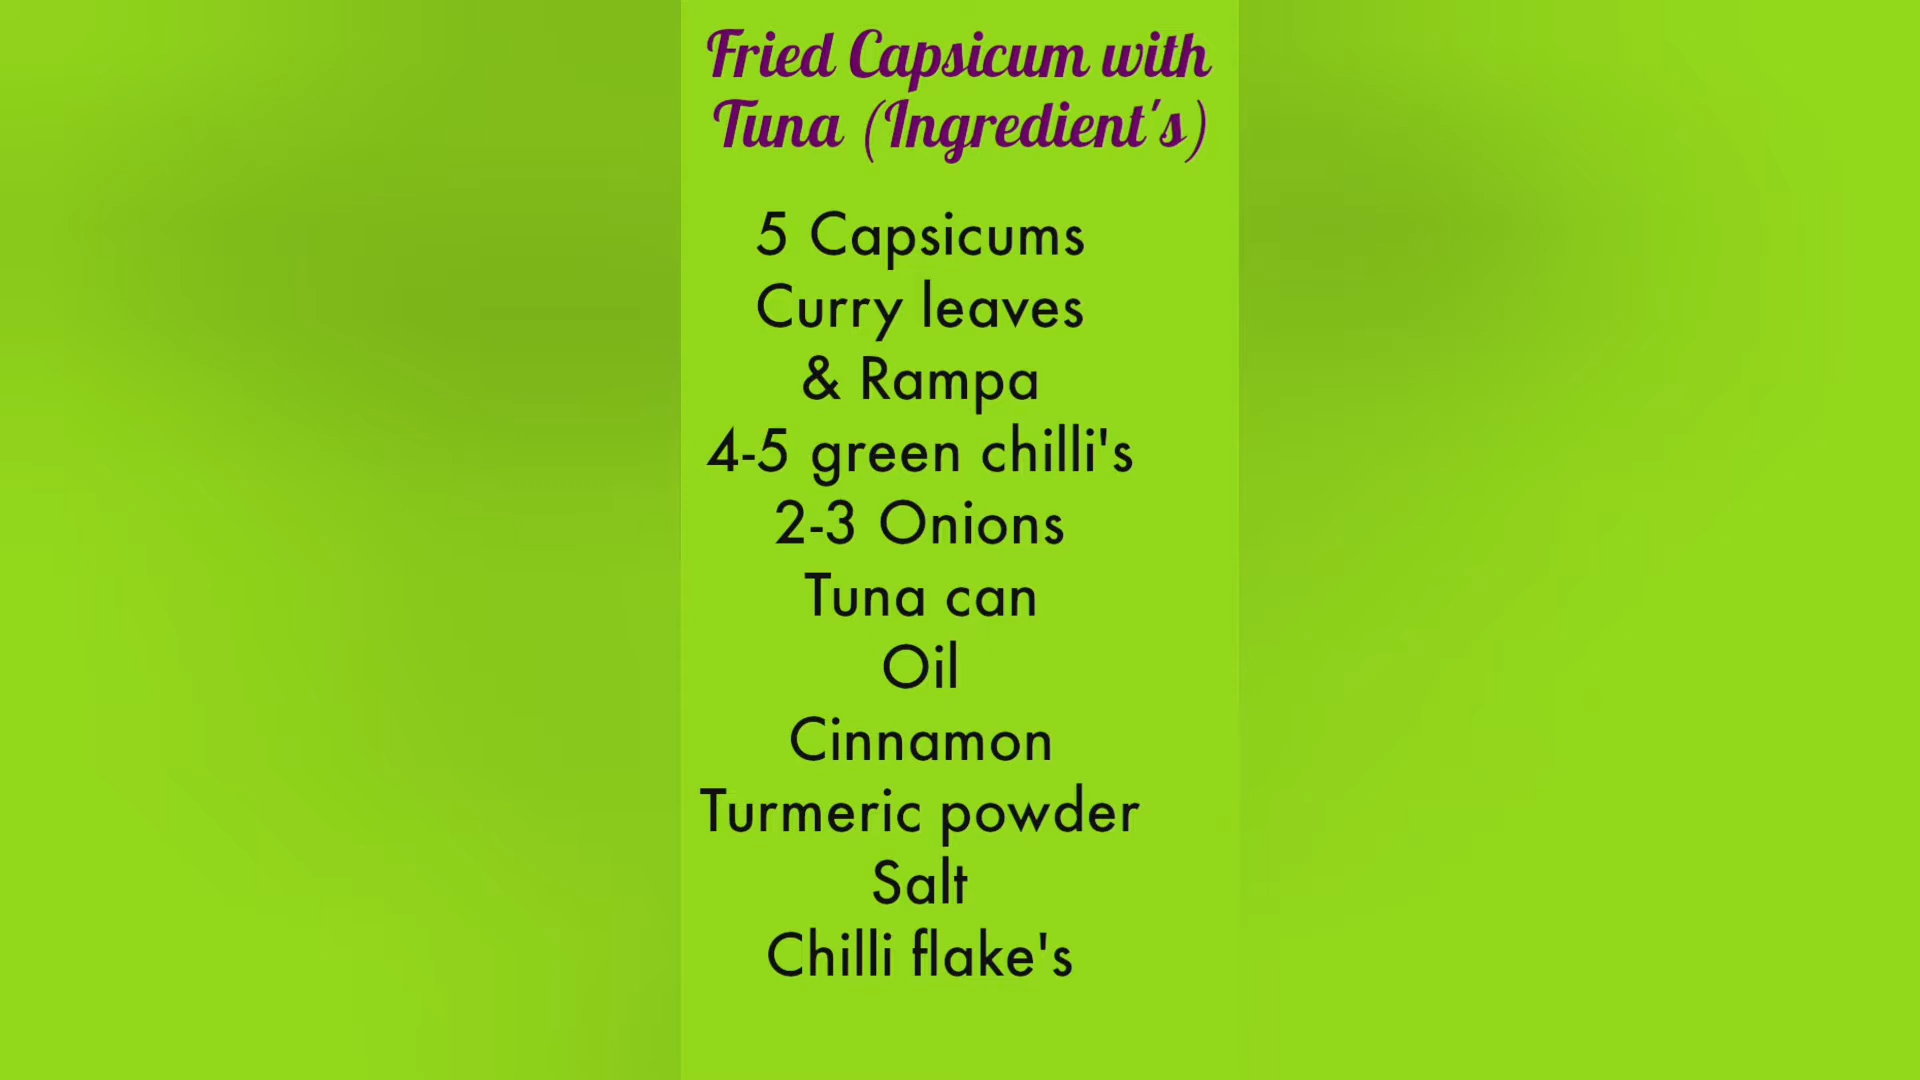 Fried Capsicum with
Tuna (Ingredient's)
5 Capsicums
Curry leaves
& Rampa
4-5 green chilli's
2-3 Onions
Tuna can
Oil
Cinnamon
Turmeric powder
Salt
Chilli flake's